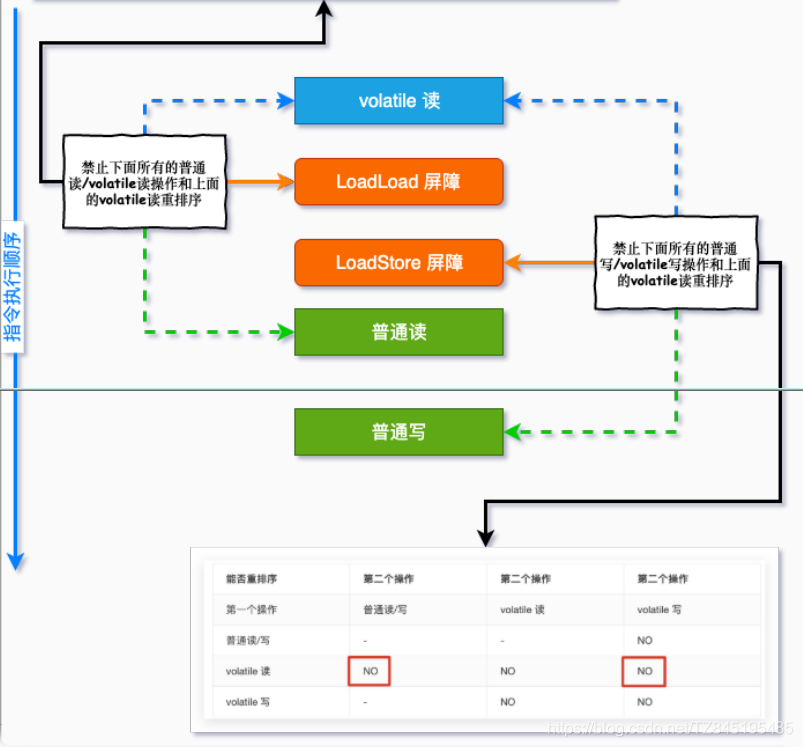 volatile 读
禁止下面所有的普通
读/volatile读操作和上面
的volatile读重排序
LoadLoad 屏障
LoadStore 屏障
禁止下面所有的普通
写/volatile写操作和上面
的volatile读重排序
指令执行顺序
普通读
普通写
能否重排序 第二个操作 第二个操作 第二个操作
第一个操作 普通读/写 volatile 读 volatile 写
普通读/写 - - NO
volatile 读 NO NO NO
volatile 写 - NO NO
https://blog.csdn.net/TZ845195485